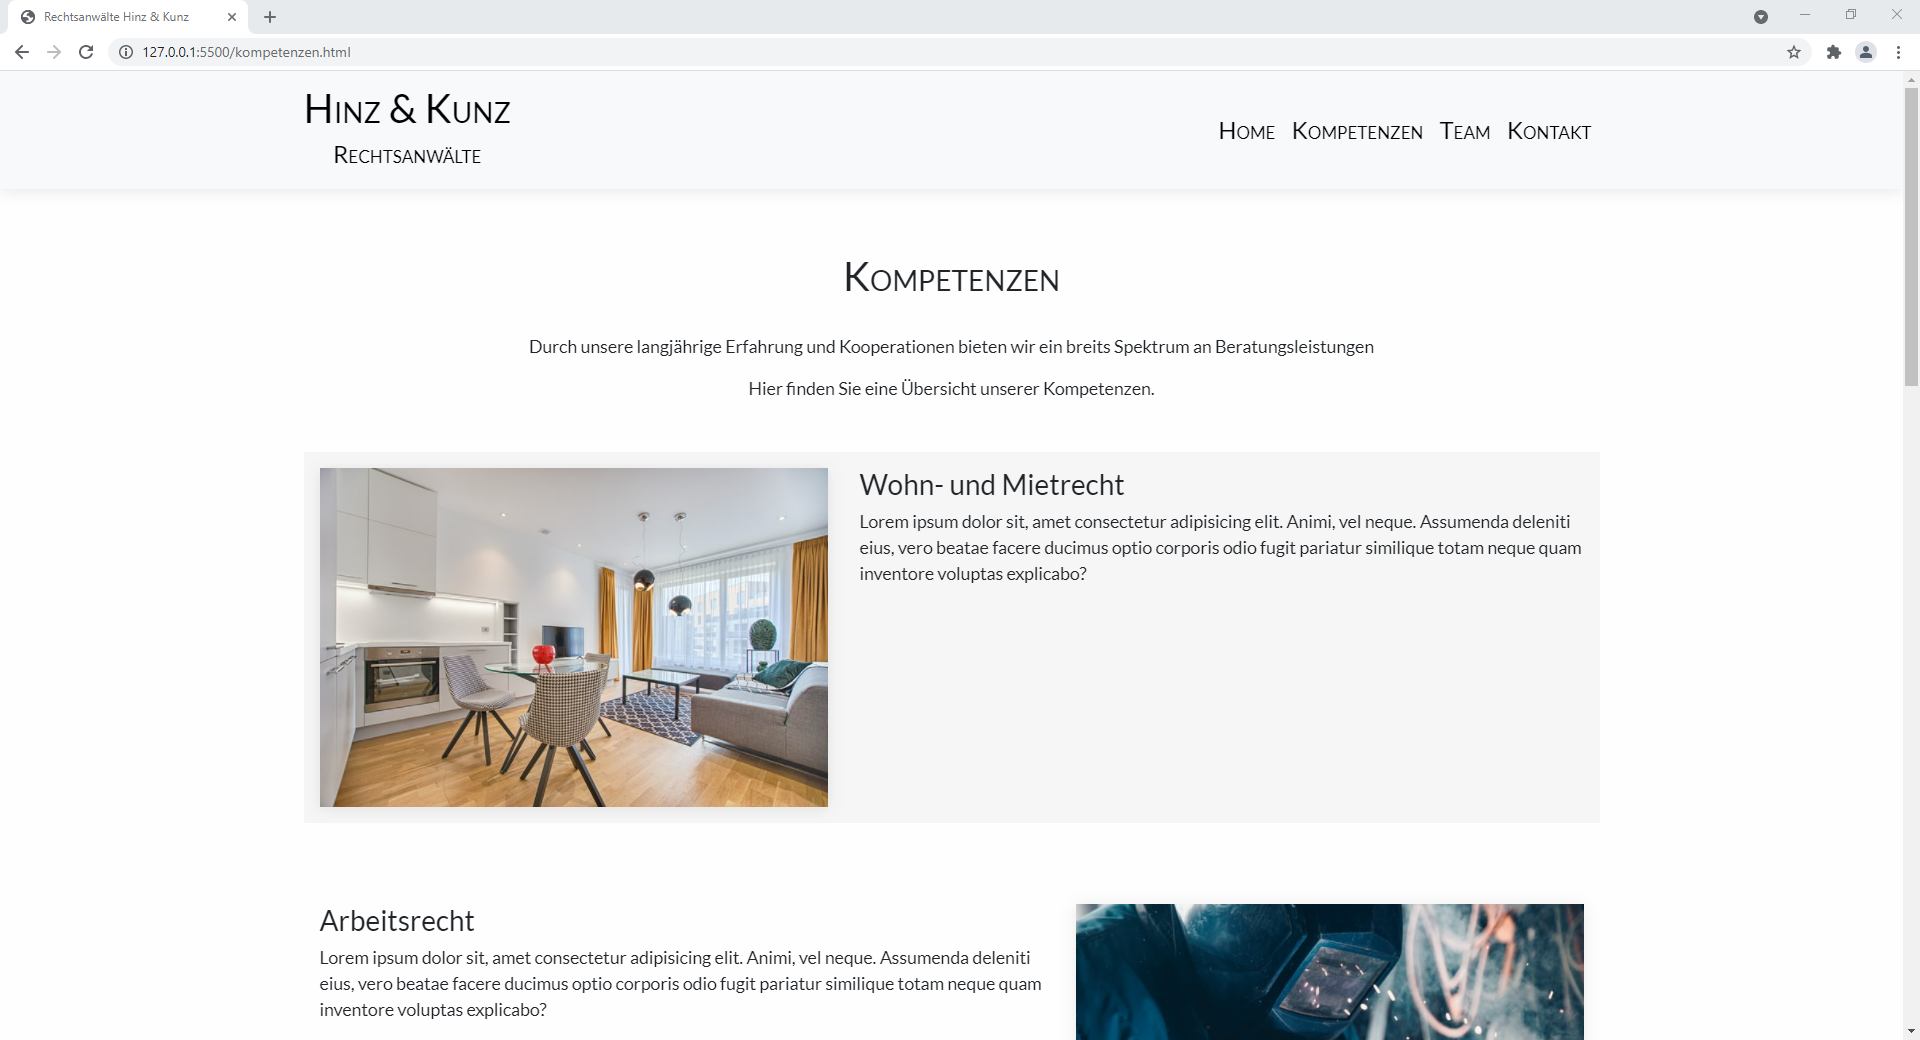 Rechtsanwälte Hinz & Kunz
127.0.0.1:5500/kompetenzen.html
Hinz & Kunz
Rechtsanwälte
Home Kompetenzen Team Kontakt
Kompetenzen
Durch unsere langjährige Erfahrung und Kooperationen bieten wir ein breits Spektrum an Beratungsleistungen
Hier finden Sie eine Übersicht unserer Kompetenzen.
Wohn- und Mietrecht
Lorem ipsum dolor sit, amet consectetur adipisicing elit. Animi, vel neque. Assumenda deleniti
eius, vero beatae facere ducimus optio corporis odio fugit pariatur similique totam neque quam
inventore voluptas explicabo?
Arbeitsrecht
Lorem ipsum dolor sit, amet consectetur adipisicing elit. Animi, vel neque. Assumenda deleniti
eius, vero beatae facere ducimus optio corporis odio fugit pariatur similique totam neque quam
inventore voluptas explicabo?